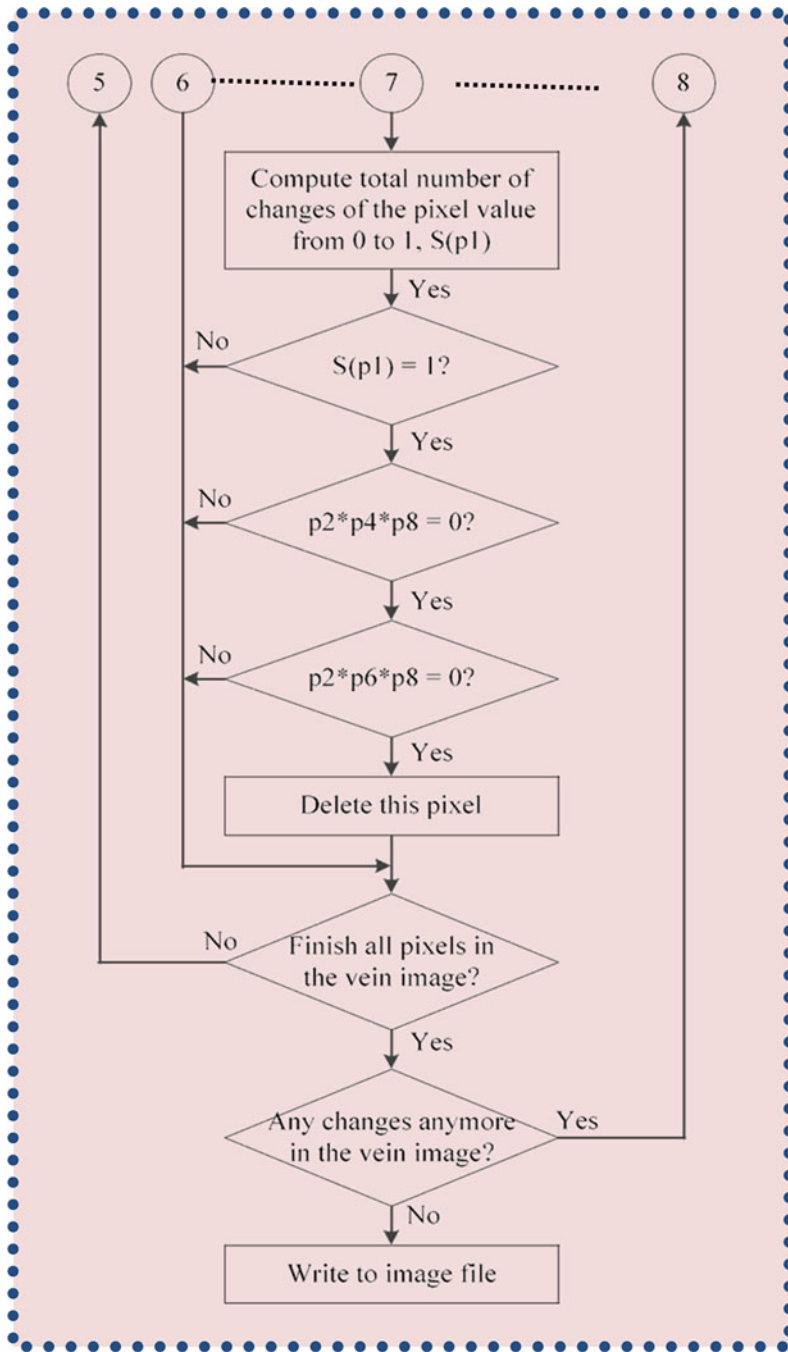 5
6
7
8
Compute total number of
changes of the pixel value
from 0 to 1, S(p1)
Yes
No
S(p1) = 1?
Yes
No
p2*p4*p8 = 0?
Yes
No
p2*p6*p8 = 0?
Yes
Delete this pixel
No
Finish all pixels in
the vein image?
Yes
Any changes anymore
in the vein image?
Yes
No
Write to image file